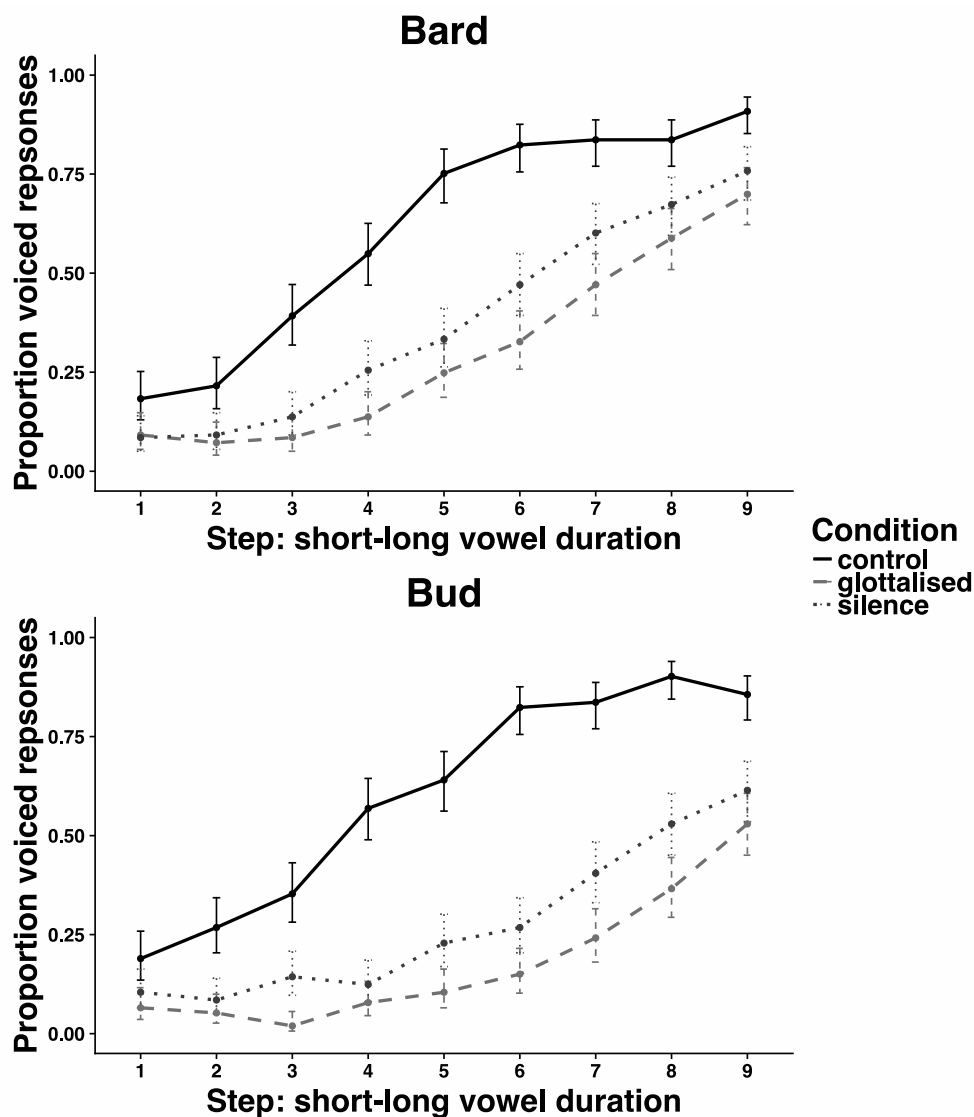 Bard
Proportion voiced repsonses
1.00
0.75
0.50
0.25
0.00
1 2 3 4 5 6 7 8 9
Step: short-long vowel duration
Condition
control
glottalised
silence
Bud
Proportion voiced repsonses
1.00
0.75
0.50
0.25
0.00
1 2 3 4 5 6 7 8 9
Step: short-long vowel duration